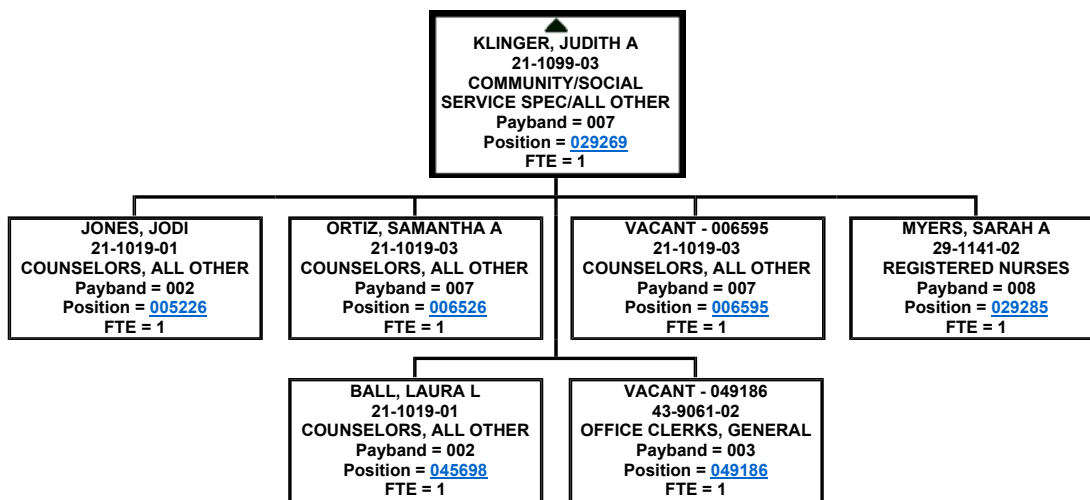 KLINGER, JUDITH A
21-1099-03
COMMUNITY/SOCIAL
SERVICE SPEC/ALL OTHER
Payband = 007
Position = 029269
FTE = 1
JONES, JODI
21-1019-01
COUNSELORS, ALL OTHER
Payband = 002
Position = 005226
FTE = 1
ORTIZ, SAMANTHA A
21-1019-03
COUNSELORS, ALL OTHER
Payband = 007
Position = 006526
FTE = 1
VACANT - 006595
21-1019-03
COUNSELORS, ALL OTHER
Payband = 007
Position = 006595
FTE = 1
MYERS, SARAH A
29-1141-02
REGISTERED NURSES
Payband = 008
Position = 029285
FTE = 1
BALL, LAURA L
21-1019-01
COUNSELORS, ALL OTHER
Payband = 002
Position = 045698
FTE = 1
VACANT - 049186
43-9061-02
OFFICE CLERKS, GENERAL
Payband = 003
Position = 049186
FTE = 1